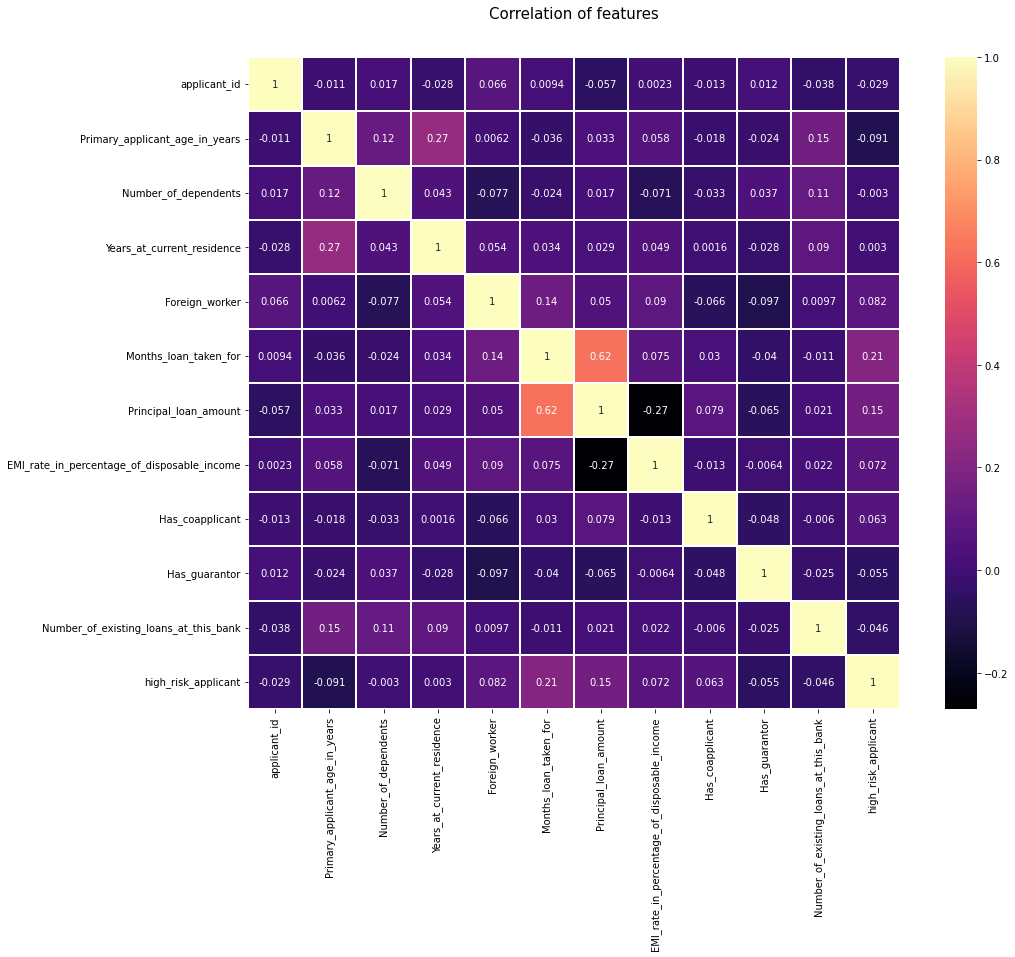 Correlation of features
1.0
applicant_id 1 -0.011 0.017 -0.028 0.066 0.0094 -0.057 0.0023 -0.013 0.012 -0.038 -0.029
0.8
Primary_applicant_age_in_years -0.011 1 0.12 0.27 0.0062 -0.036 0.033 0.058 -0.018 -0.024 0.15 -0.091
Number_of_dependents 0.017 0.12 1 0.043 -0.077 -0.024 0.017 -0.071 -0.033 0.037 0.11 -0.003
0.6
Years_at_current_residence -0.028 0.27 0.043 1 0.054 0.034 0.029 0.049 0.0016 -0.028 0.09 0.003
Foreign_worker 0.066 0.0062 -0.077 0.054 1 0.14 0.05 0.09 -0.066 -0.097 0.0097 0.082
0.4
Months_loan_taken_for 0.0094 -0.036 -0.024 0.034 0.14 1 0.62 0.075 0.03 -0.04 -0.011 0.21
Principal_loan_amount -0.057 0.033 0.017 0.029 0.05 0.62 1 -0.27 0.079 -0.065 0.021 0.15
EMI_rate_in_percentage_of_disposable_income 0.0023 0.058 -0.071 0.049 0.09 0.075 -0.27 1 -0.013 -0.0064 0.022 0.072
0.2
Has_coapplicant -0.013 -0.018 -0.033 0.0016 -0.066 0.03 0.079 -0.013 1 -0.048 -0.006 0.063
0.0
Has_guarantor 0.012 -0.024 0.037 -0.028 -0.097 -0.04 -0.065 -0.0064 -0.048 1 -0.025 -0.055
Number_of_existing_loans_at_this_bank -0.038 0.15 0.11 0.09 0.0097 -0.011 0.021 0.022 -0.006 -0.025 1 -0.046
−0.2
high_risk_applicant -0.029 -0.091 -0.003 0.003 0.082 0.21 0.15 0.072 0.063 -0.055 -0.046 1
applicant_id
Primary_applicant_age_in_years
Number_of_dependents
Years_at_current_residence
Foreign_worker
Months_loan_taken_for
Principal_loan_amount
EMI_rate_in_percentage_of_disposable_income
Has_coapplicant
Has_guarantor
Number_of_existing_loans_at_this_bank
high_risk_applicant